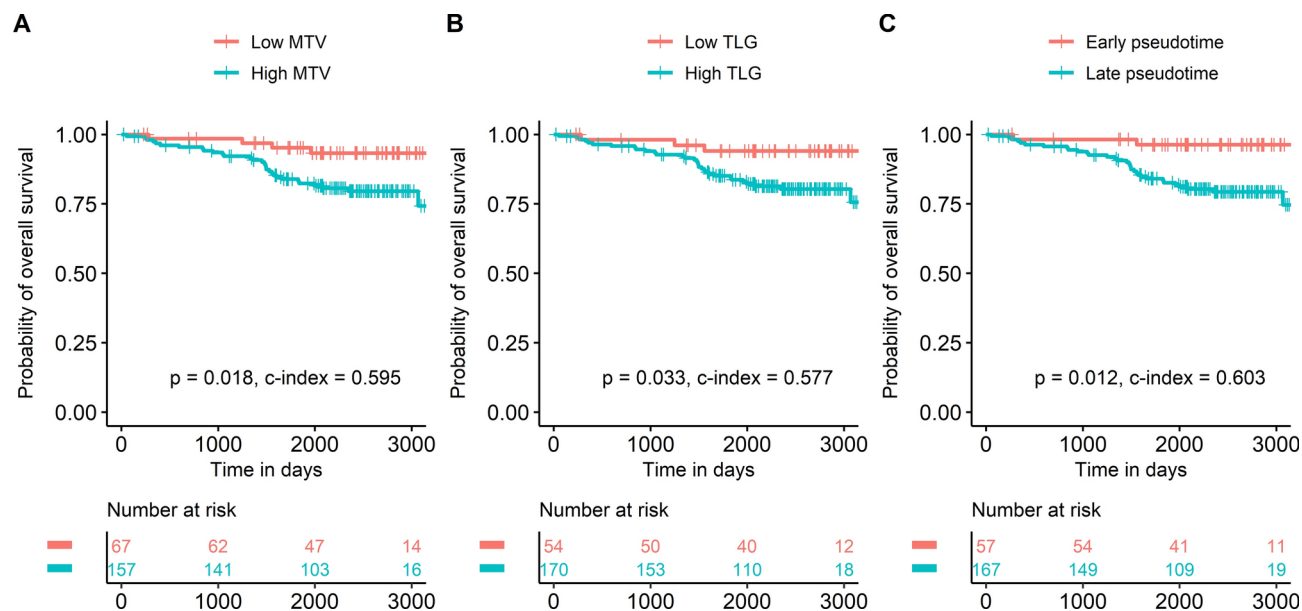 A
Low MTV
High MTV
Probability of overall survival
1.00
0.75
0.50
0.25
0.00
p = 0.018, c-index = 0.595
0 1000 2000 3000
Time in days
Number at risk
67 62 47 14
157 141 103 16
0 1000 2000 3000
B
Low TLG
High TLG
Probability of overall survival
1.00
0.75
0.50
0.25
0.00
p = 0.033, c-index = 0.577
0 1000 2000 3000
Time in days
Number at risk
54 50 40 12
170 153 110 18
0 1000 2000 3000
C
Early pseudotime
Late pseudotime
Probability of overall survival
1.00
0.75
0.50
0.25
0.00
p = 0.012, c-index = 0.603
0 1000 2000 3000
Time in days
Number at risk
57 54 41 11
167 149 109 19
0 1000 2000 3000